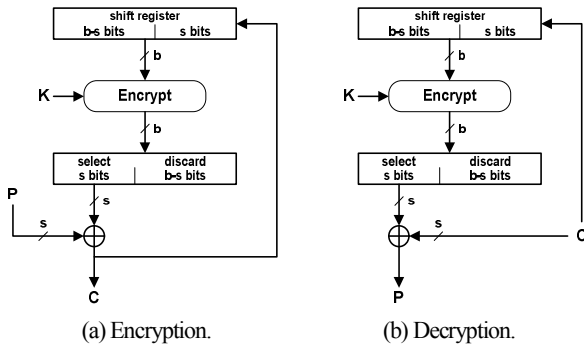 shift register
b-s bits s bits
b
K Encrypt
b
select discard
s bits b-s bits
P
s
s
C
(a) Encryption.
shift register
b-s bits s bits
b
K Encrypt
b
select discard
s bits b-s bits
s
s
C
P
(b) Decryption.